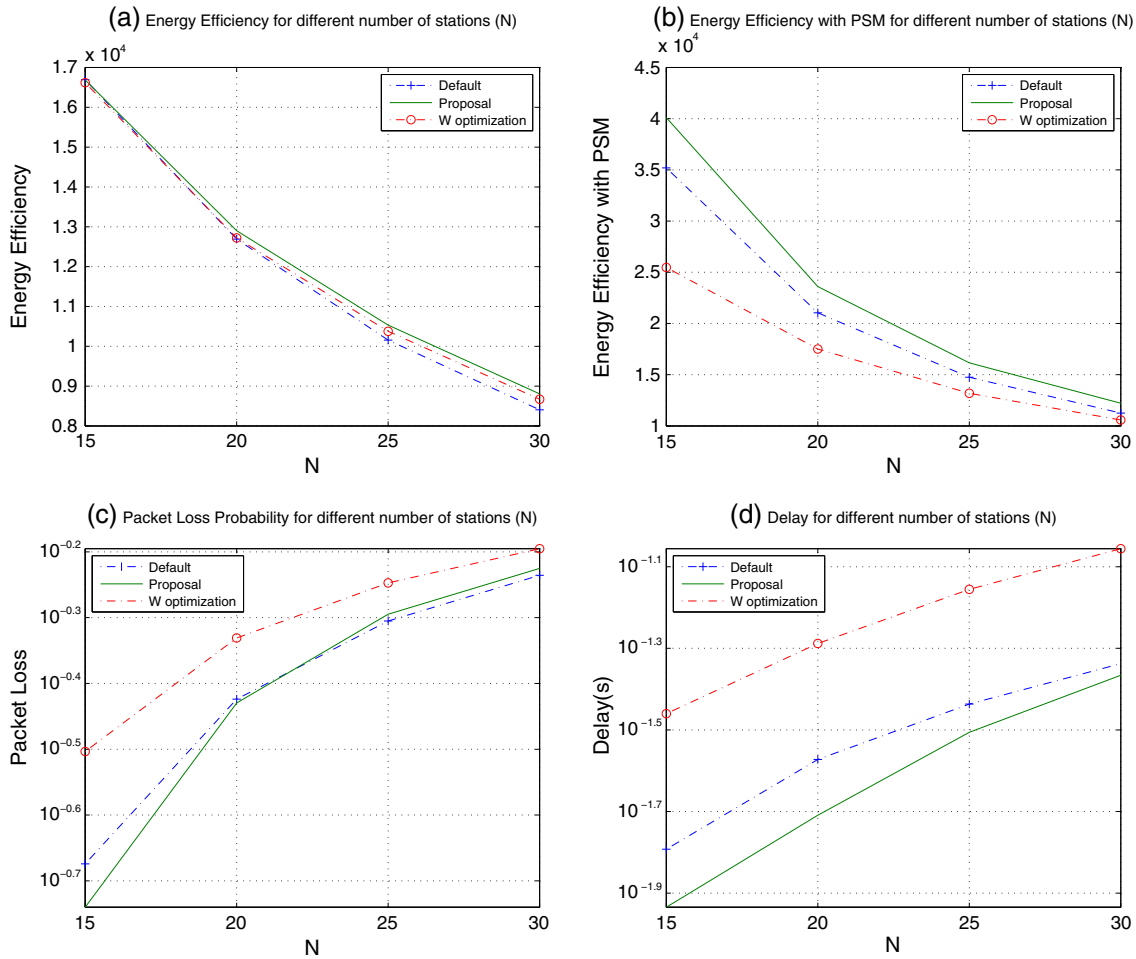 (a) Energy Efficiency for different number of stations (N)
x 10^4
1.7
1.6
1.5
1.4
1.3
1.2
1.1
1
0.9
0.8
Energy Efficiency
15 20 25 30
N
Default
Proposal
W optimization
(b) Energy Efficiency with PSM for different number of stations (N)
x 10^4
4.5
4
3.5
3
2.5
2
1.5
1
Energy Efficiency with PSM
15 20 25 30
N
Default
Proposal
W optimization
(c) Packet Loss Probability for different number of stations (N)
10^-0.2
10^-0.3
10^-0.4
10^-0.5
10^-0.6
10^-0.7
Packet Loss
15 20 25 30
N
Default
Proposal
W optimization
(d) Delay for different number of stations (N)
10^-1.1
10^-1.3
10^-1.5
10^-1.7
10^-1.9
Delay(s)
15 20 25 30
N
Default
Proposal
W optimization